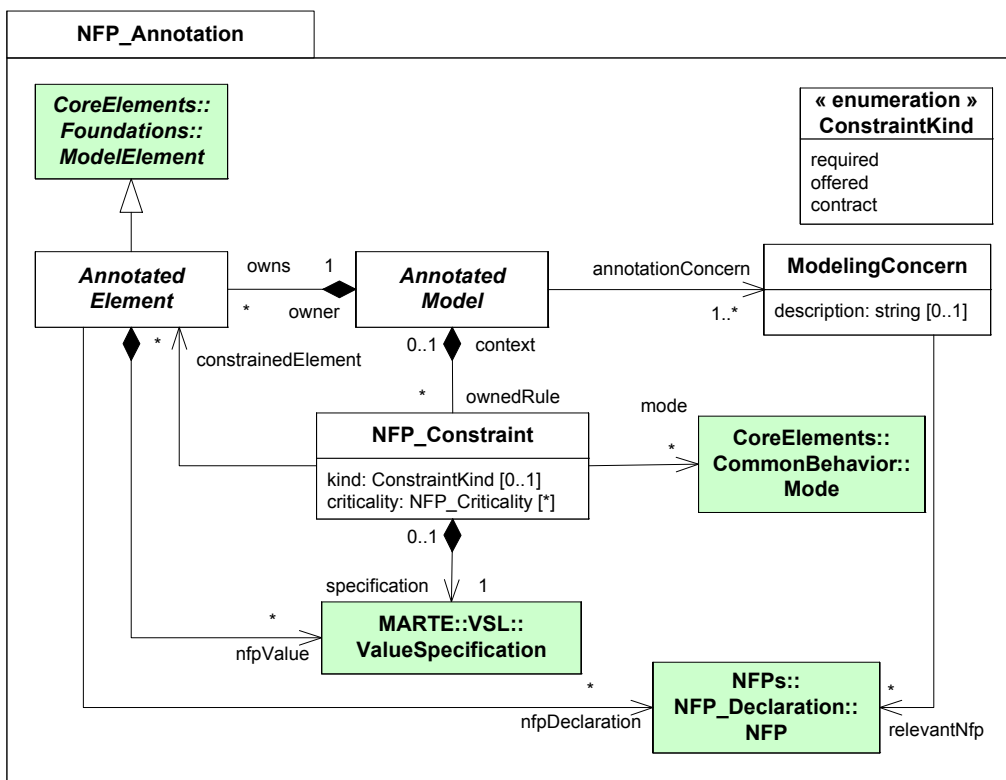 NFP_Annotation
CoreElements::
Foundations::
ModelElement
« enumeration »
ConstraintKind
required
offered
contract
Annotated
Element
owns
1
*
owner
Annotated
Model
annotationConcern
1..*
ModelingConcern
description: string [0..1]
*
constrainedElement
0..1
context
*
ownedRule
NFP_Constraint
kind: ConstraintKind [0..1]
criticality: NFP_Criticality [*]
mode
*
CoreElements::
CommonBehavior::
Mode
0..1
specification
1
*
nfpValue
MARTE::VSL::
ValueSpecification
*
nfpDeclaration
NFPs::
NFP_Declaration::
NFP
*
relevantNfp